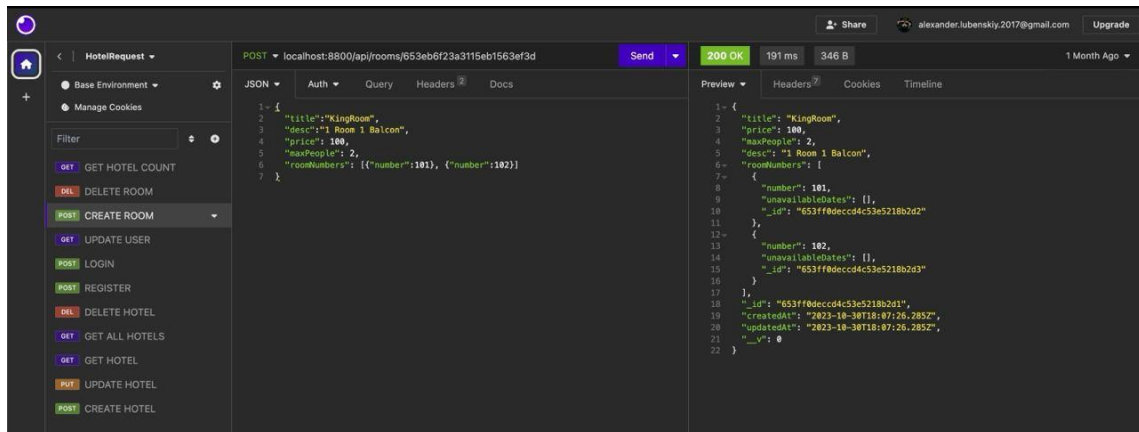 Share
alexander.lubenskiy.2017@gmail.com
Upgrade
HotelRequest
POST localhost:8800/api/rooms/653eb6f23a3115eb1563ef3d
Send
200 OK 191 ms 346 B
1 Month Ago
Base Environment
Manage Cookies
Filter
GET GET HOTEL COUNT
DEL DELETE ROOM
POST CREATE ROOM
GET UPDATE USER
POST LOGIN
POST REGISTER
DEL DELETE HOTEL
GET GET ALL HOTELS
GET GET HOTEL
PUT UPDATE HOTEL
POST CREATE HOTEL
JSON Auth Query Headers 2 Docs
1 {
2 "title":"KingRoom",
3 "desc":"1 Room 1 Balcon",
4 "price": 100,
5 "maxPeople": 2,
6 "roomNumbers": [{"number":101}, {"number":102}]
7 }
Preview Headers 7 Cookies Timeline
1 {
2 "title": "KingRoom",
3 "price": 100,
4 "maxPeople": 2,
5 "desc": "1 Room 1 Balcon",
6 "roomNumbers": [
7 {
8 "number": 101,
9 "unavailableDates": [],
10 "_id": "653ff0deccd4c53e5218b2d2"
11 },
12 {
13 "number": 102,
14 "unavailableDates": [],
15 "_id": "653ff0deccd4c53e5218b2d3"
16 }
17 ],
18 "_id": "653ff0deccd4c53e5218b2d1",
19 "createdAt": "2023-10-30T18:07:26.285Z",
20 "updatedAt": "2023-10-30T18:07:26.285Z",
21 "__v": 0
22 }